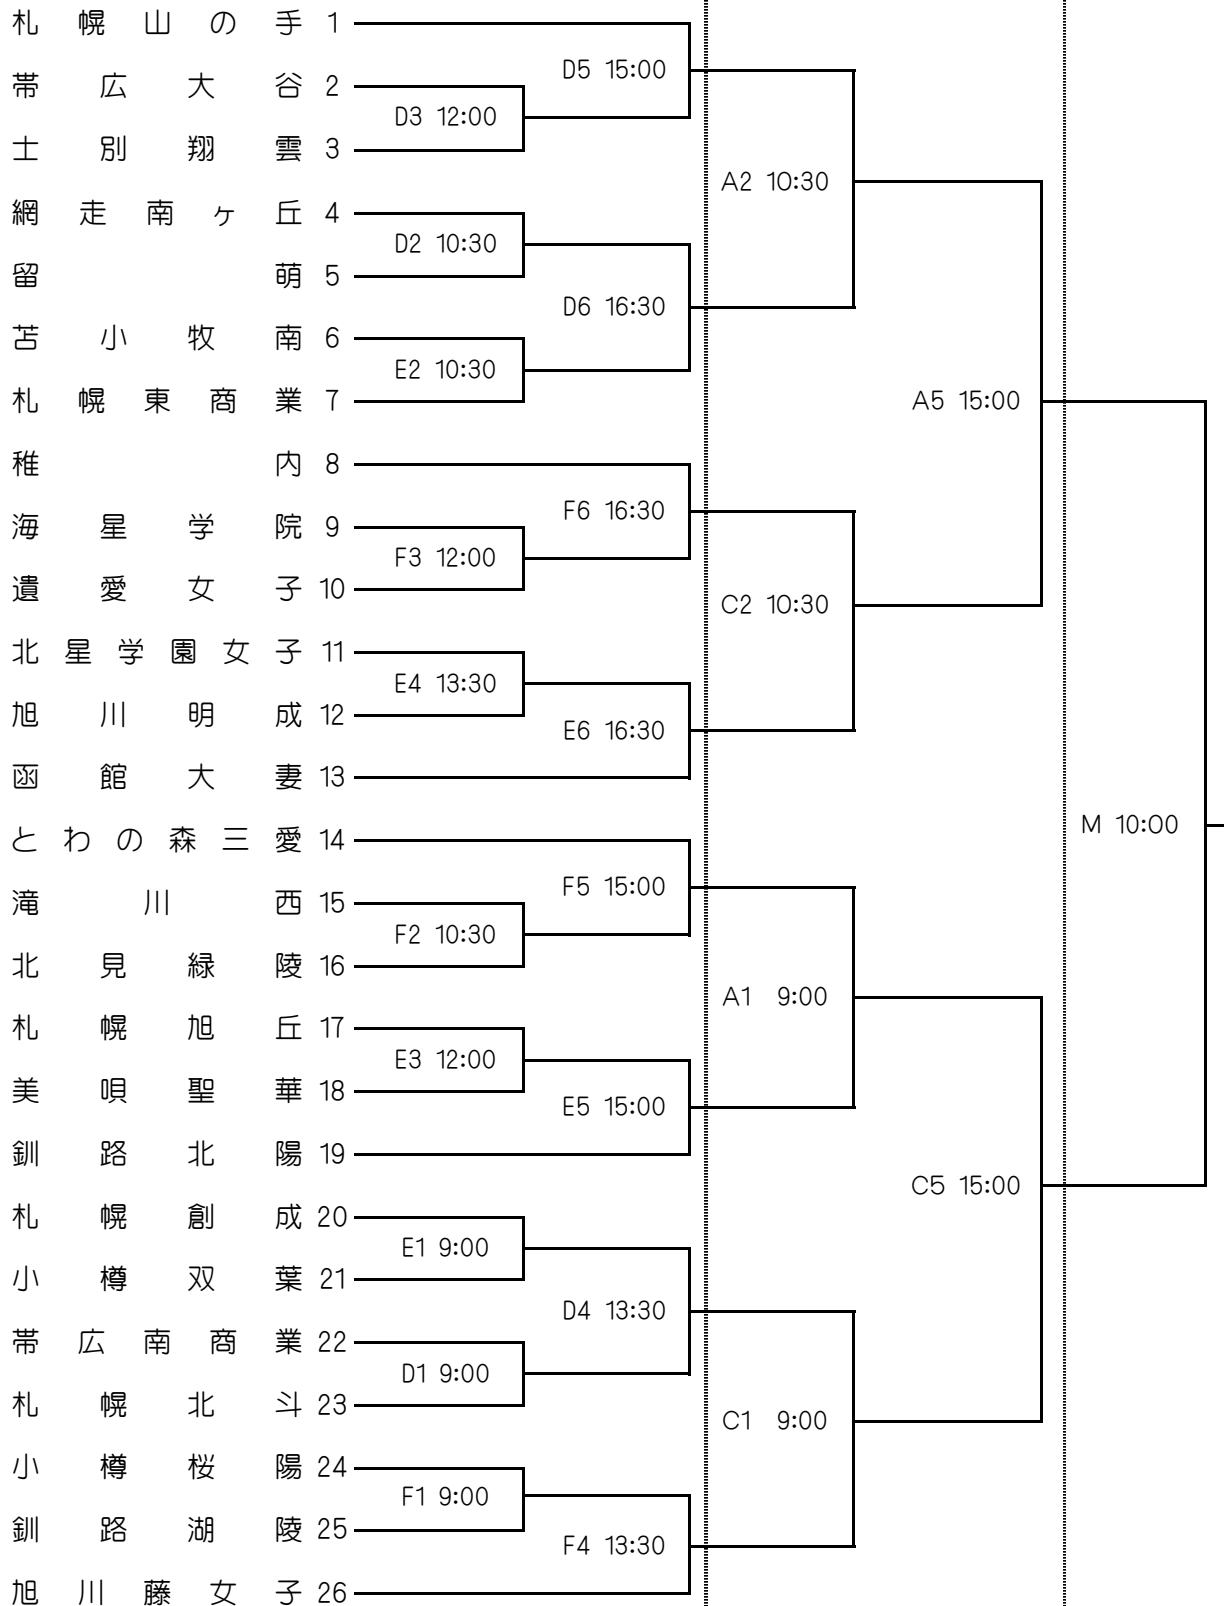 札幌山の手 1
D5 15:00
帯広大谷 2
D3 12:00
士別翔雲 3
A2 10:30
網走南ヶ丘 4
D2 10:30
留萌 5
D6 16:30
苫小牧南 6
E2 10:30
札幌東商業 7
A5 15:00
稚内 8
F6 16:30
海星学院 9
F3 12:00
遺愛女子 10
C2 10:30
北星学園女子 11
E4 13:30
旭川明成 12
E6 16:30
函館大妻 13
M 10:00
とわの森三愛 14
F5 15:00
滝川西 15
F2 10:30
北見緑陵 16
A1 9:00
札幌旭丘 17
E3 12:00
美唄聖華 18
E5 15:00
釧路北陽 19
C5 15:00
札幌創成 20
E1 9:00
小樽双葉 21
D4 13:30
帯広南商業 22
D1 9:00
札幌北斗 23
C1 9:00
小樽桜陽 24
F1 9:00
釧路湖陵 25
F4 13:30
旭川藤女子 26